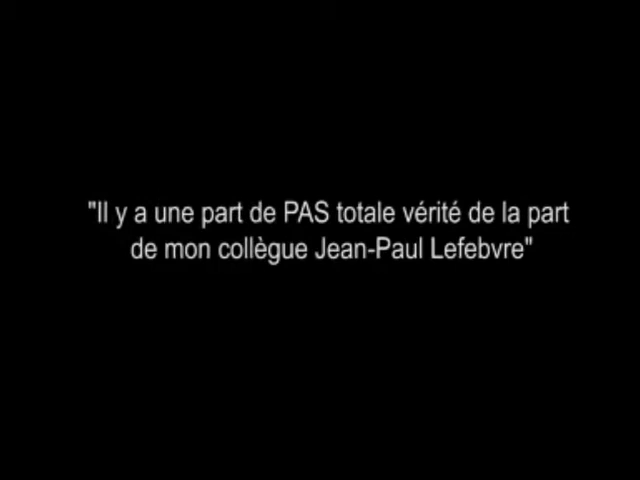 "Il y a une part de PAS totale vérité de la part
de mon collègue Jean-Paul Lefebvre"